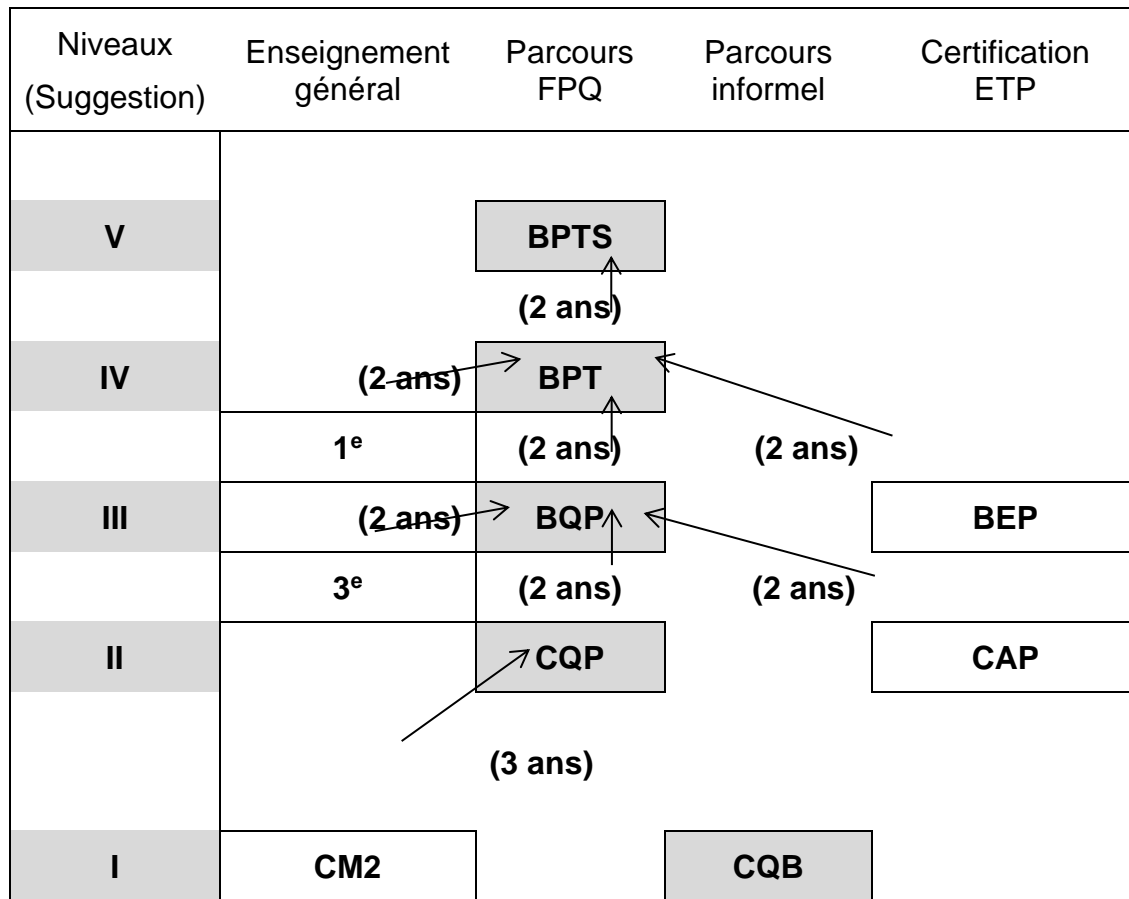 Niveaux
(Suggestion)
Enseignement
général
Parcours
FPQ
Parcours
informel
Certification
ETP
V
BPTS
(2 ans)
IV
(2 ans)
BPT
1e
(2 ans)
(2 ans)
III
(2 ans)
BQP
BEP
3e
(2 ans)
(2 ans)
II
CQP
CAP
(3 ans)
I
CM2
CQB